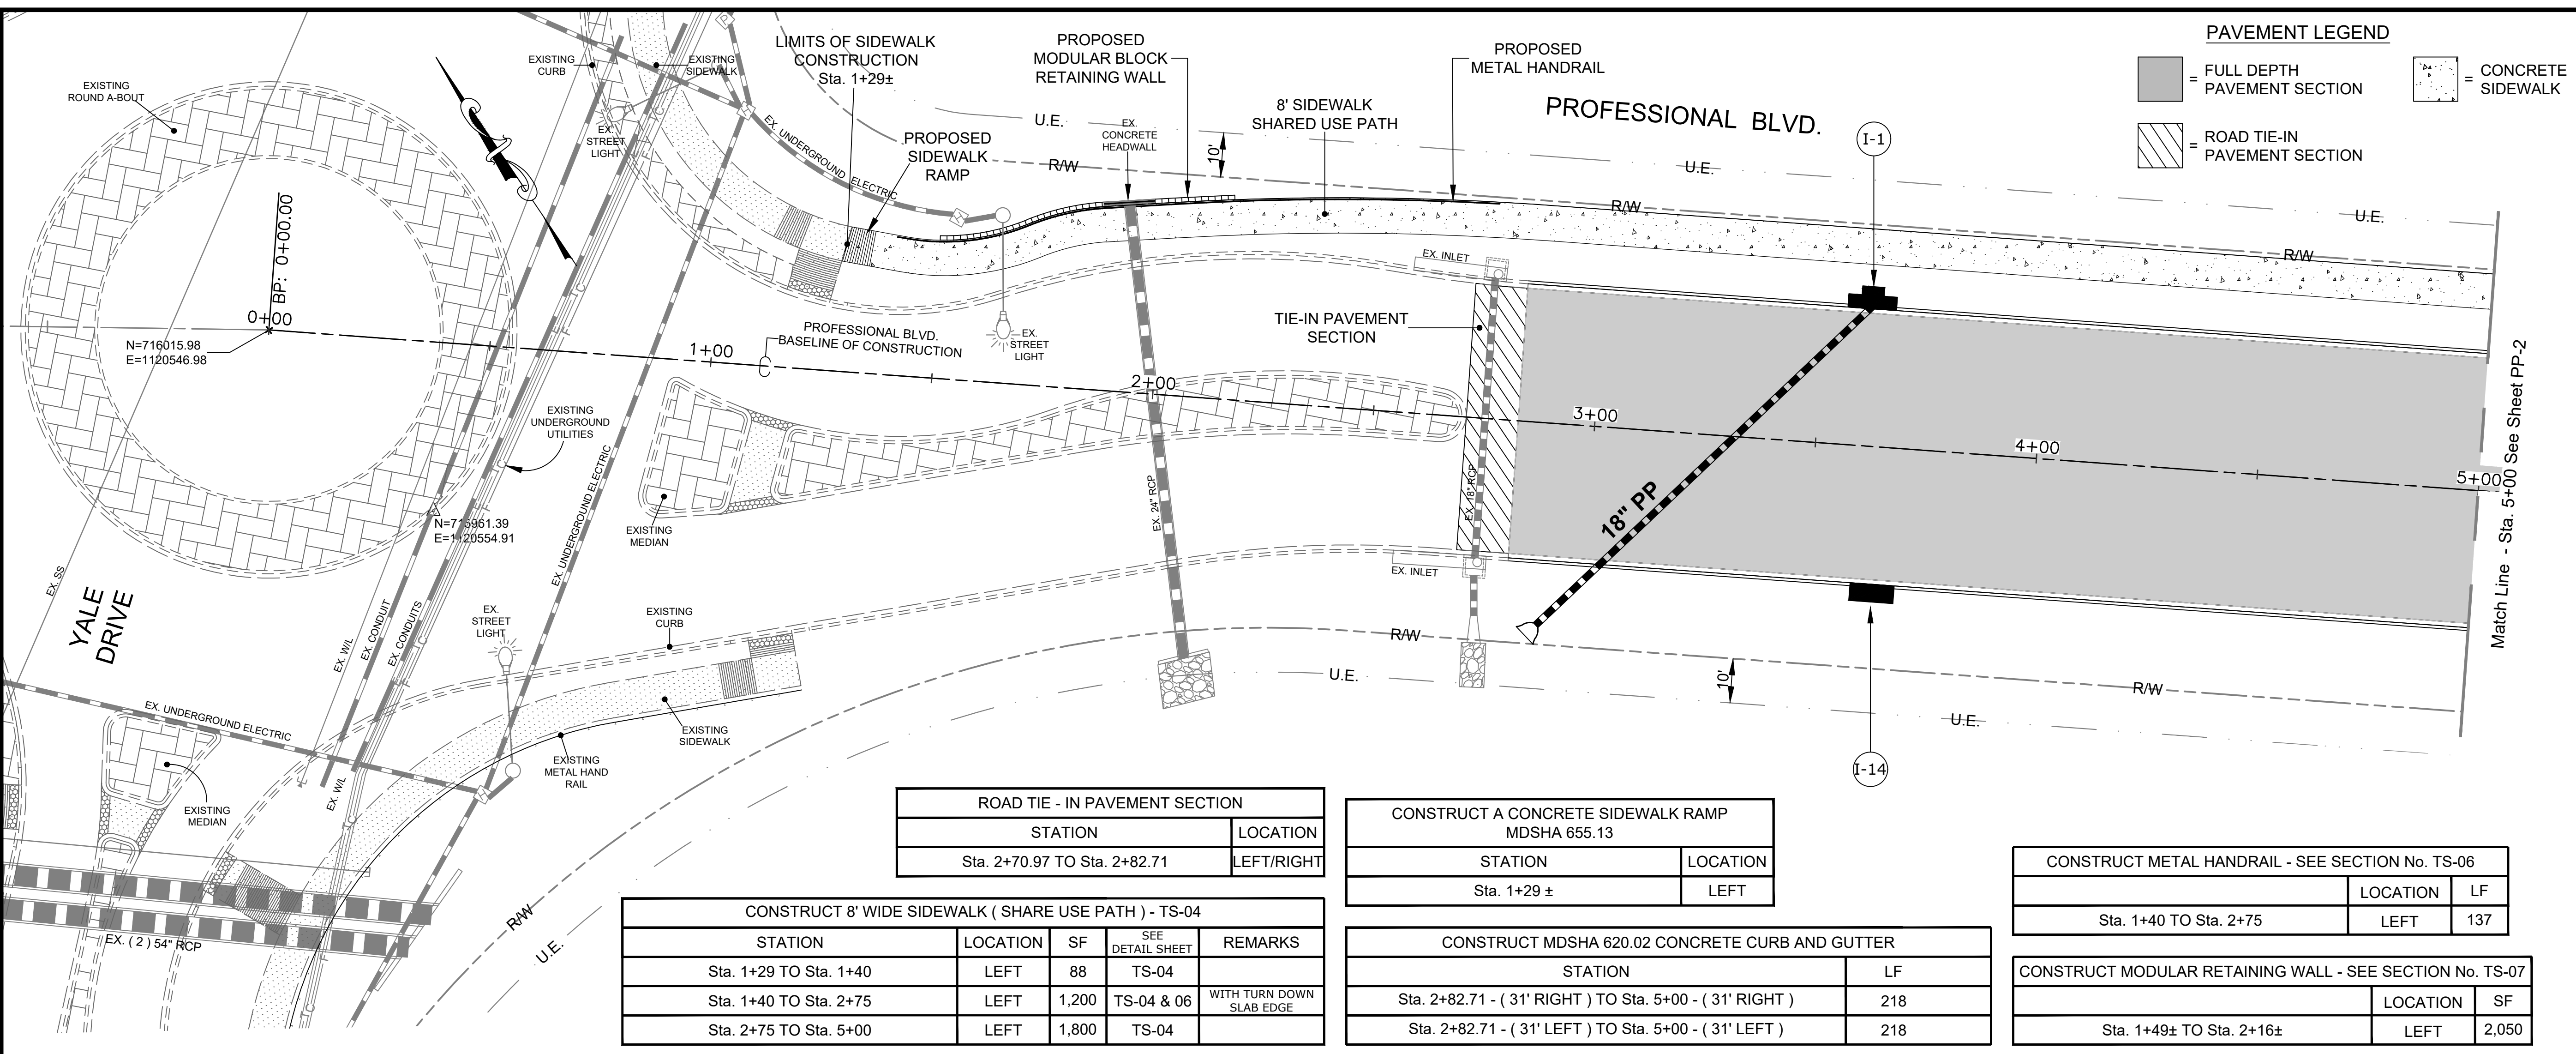 PAVEMENT LEGEND
= FULL DEPTH
PAVEMENT SECTION
= CONCRETE
SIDEWALK
= ROAD TIE-IN
PAVEMENT SECTION
LIMITS OF SIDEWALK
CONSTRUCTION
Sta. 1+29±
PROPOSED
MODULAR BLOCK
RETAINING WALL
PROPOSED
METAL HANDRAIL
PROFESSIONAL BLVD.
I-1
EXISTING
CURB
EXISTING
SIDEWALK
EXISTING
ROUND A-BOUT
8' SIDEWALK
SHARED USE PATH
U.E.
EX.
CONCRETE
HEADWALL
10'
EX.
STREET
LIGHT
EX. UNDERGROUND ELECTRIC
PROPOSED
SIDEWALK
RAMP
R/W
U.E.
R/W
U.E.
R/W
BP: 0+00.00
0+00
N=716015.98
E=1120546.98
EX. INLET
TIE-IN PAVEMENT
SECTION
PROFESSIONAL BLVD.
BASELINE OF CONSTRUCTION
EX.
STREET
LIGHT
1+00
2+00
3+00
4+00
5+00
Match Line - Sta. 5+00 See Sheet PP-2
EXISTING
UNDERGROUND
UTILITIES
EX. UNDERGROUND ELECTRIC
EX. 24" RCP
EX. 18" RCP
18" PP
N=715961.39
E=1120554.91
EXISTING
MEDIAN
EX. INLET
EX. SS
YALE
DRIVE
EX. W/L
EX. CONDUIT
EX. CONDUITS
EX.
STREET
LIGHT
EXISTING
CURB
R/W
U.E.
10'
R/W
U.E.
EX. UNDERGROUND ELECTRIC
EXISTING
SIDEWALK
EXISTING
METAL HAND
RAIL
EX. W/L
EXISTING
MEDIAN
I-14
EX. ( 2 ) 54" RCP
R/W
U.E.
ROAD TIE - IN PAVEMENT SECTION
STATION LOCATION
Sta. 2+70.97 TO Sta. 2+82.71 LEFT/RIGHT
CONSTRUCT A CONCRETE SIDEWALK RAMP
MDSHA 655.13
STATION LOCATION
Sta. 1+29 ± LEFT
CONSTRUCT METAL HANDRAIL - SEE SECTION No. TS-06
LOCATION LF
Sta. 1+40 TO Sta. 2+75 LEFT 137
CONSTRUCT 8' WIDE SIDEWALK ( SHARE USE PATH ) - TS-04
STATION LOCATION SF SEE DETAIL SHEET REMARKS
Sta. 1+29 TO Sta. 1+40 LEFT 88 TS-04
Sta. 1+40 TO Sta. 2+75 LEFT 1,200 TS-04 & 06 WITH TURN DOWN SLAB EDGE
Sta. 2+75 TO Sta. 5+00 LEFT 1,800 TS-04
CONSTRUCT MDSHA 620.02 CONCRETE CURB AND GUTTER
STATION LF
Sta. 2+82.71 - ( 31' RIGHT ) TO Sta. 5+00 - ( 31' RIGHT ) 218
Sta. 2+82.71 - ( 31' LEFT ) TO Sta. 5+00 - ( 31' LEFT ) 218
CONSTRUCT MODULAR RETAINING WALL - SEE SECTION No. TS-07
LOCATION SF
Sta. 1+49± TO Sta. 2+16± LEFT 2,050